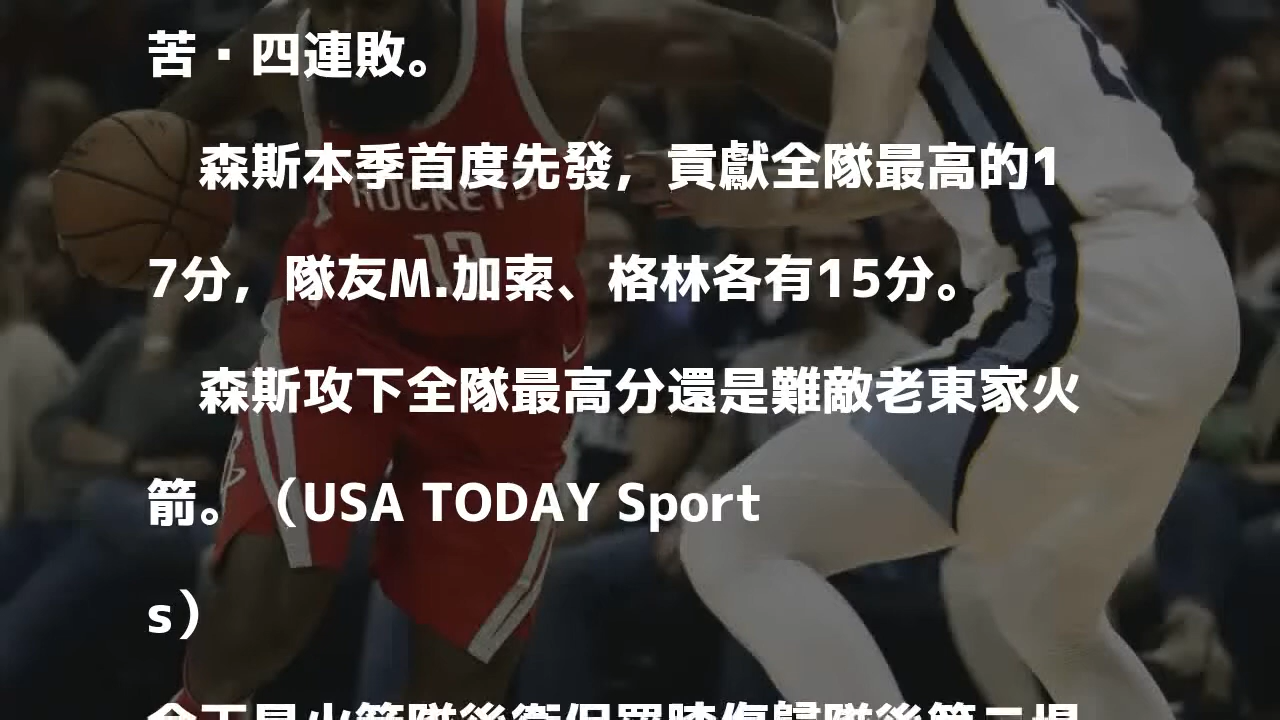 苦·四連敗。
森斯本季首度先發，貢獻全隊最高的1
7分，隊友M.加索、格林各有15分。
森斯攻下全隊最高分還是難敵老東家火
箭。（USA TODAY Sport
s）
ROCKETS
13